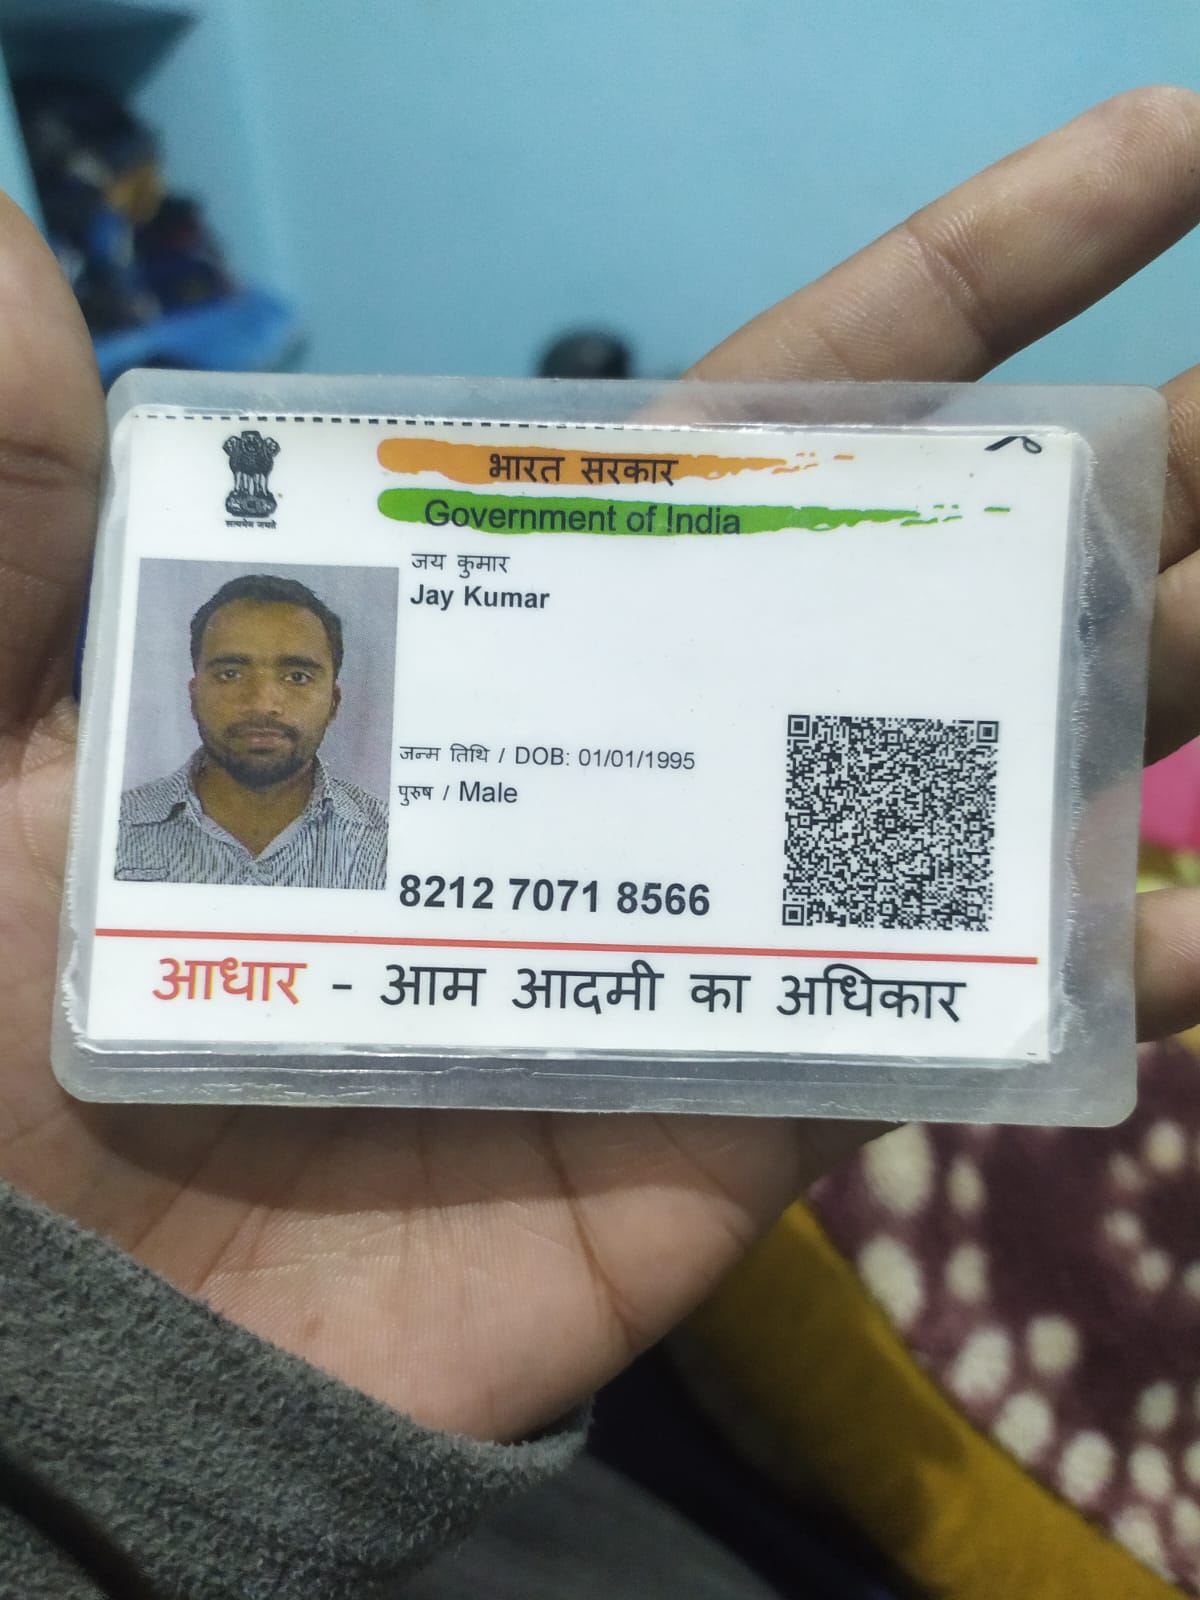 भारत सरकार
Government of India
सत्यमेव जयते
जय कुमार
Jay Kumar
जन्म तिथि / DOB: 01/01/1995
पुरुष / Male
8212 7071 8566
आधार - आम आदमी का अधिकार